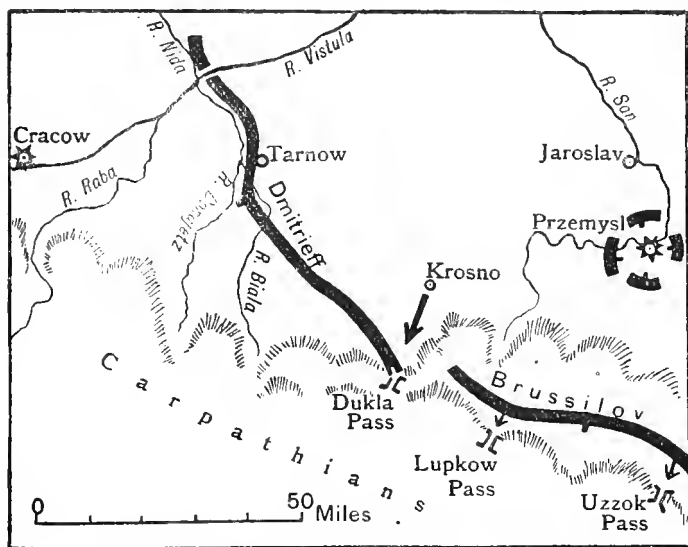 R. Nida
R. Vistula
R. San
Cracow
Tarnow
Jaroslav
R. Raba
R. Dunajetz
Dmitrieff
Przemysl
R. Biala
Krosno
Carpathians
Dukla
Pass
Brussilov
Lupkow
Pass
Uzzok
Pass
0 50
Miles